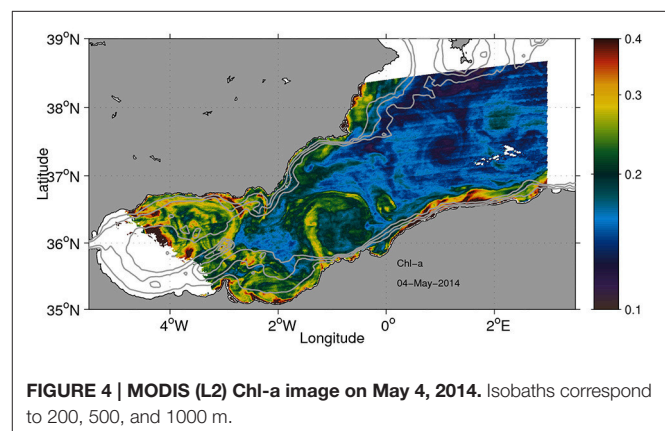 39°N
38°N
37°N
36°N
35°N
Latitude
4°W
2°W
0°
2°E
Longitude
Chl-a
04-May-2014
0.4
0.3
0.2
0.1
FIGURE 4 | MODIS (L2) Chl-a image on May 4, 2014. Isobaths correspond
to 200, 500, and 1000 m.